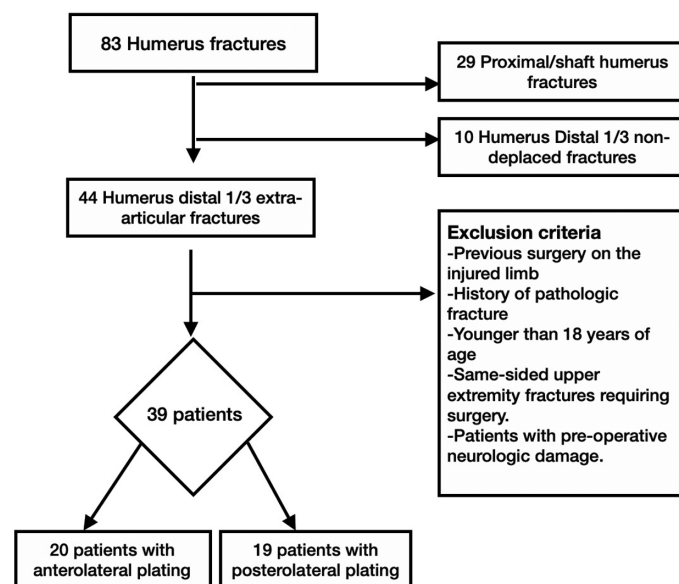 83 Humerus fractures
29 Proximal/shaft humerus
fractures
10 Humerus Distal 1/3 non-
deplaced fractures
44 Humerus distal 1/3 extra-
articular fractures
Exclusion criteria
-Previous surgery on the
injured limb
-History of pathologic
fracture
-Younger than 18 years of
age
-Same-sided upper
extremity fractures requiring
surgery.
-Patients with pre-operative
neurologic damage.
39 patients
20 patients with
anterolateral plating
19 patients with
posterolateral plating